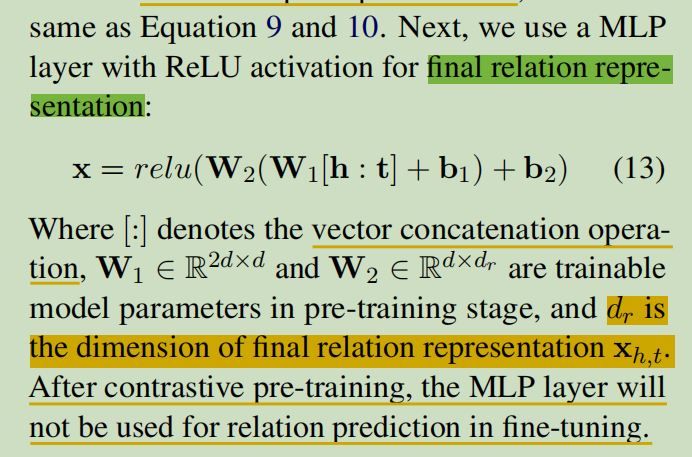 same as Equation 9 and 10. Next, we use a MLP
layer with ReLU activation for final relation repre-
sentation:
x = relu(W₂(W₁[h : t] + b₁) + b₂) (13)
Where [:] denotes the vector concatenation opera-
tion, W₁ ∈ ℝ²ᵈˣᵈ and W₂ ∈ ℝᵈˣᵈʳ are trainable
model parameters in pre-training stage, and dᵣ is
the dimension of final relation representation xₕ,ₜ.
After contrastive pre-training, the MLP layer will
not be used for relation prediction in fine-tuning.